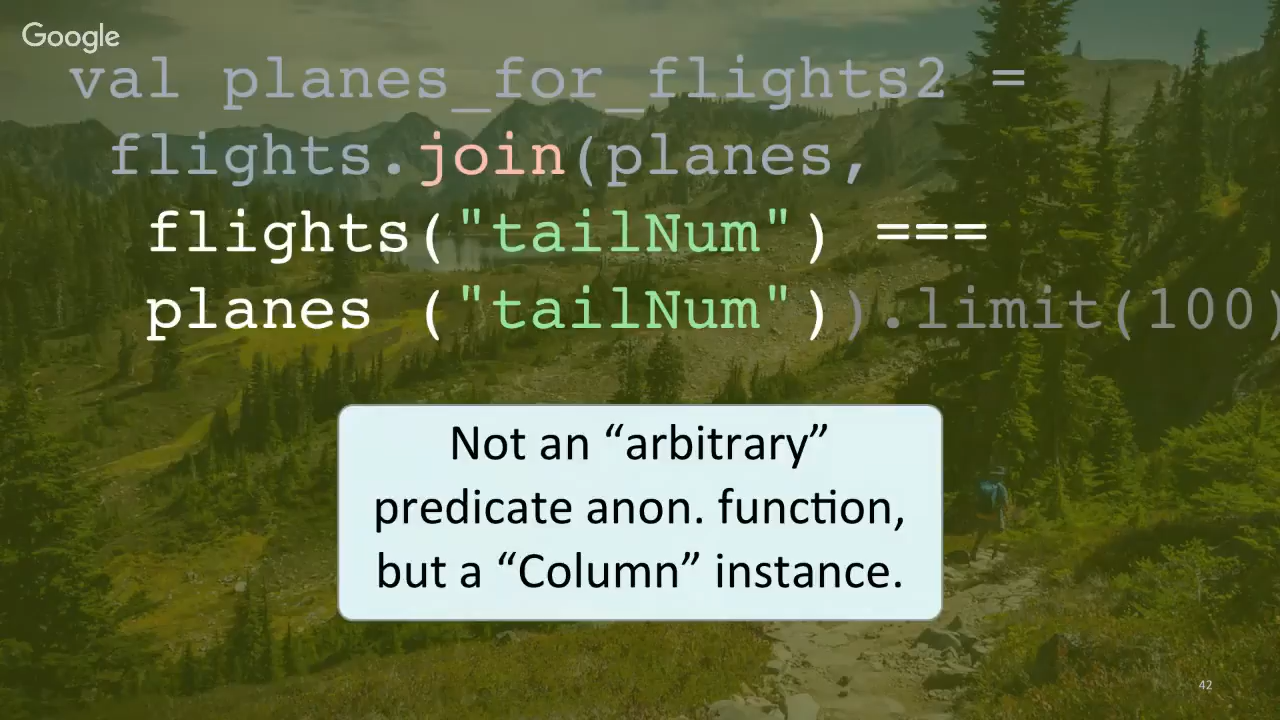 Google
val planes_for_flights2 =
flights.join(planes,
flights("tailNum") ===
planes ("tailNum")).limit(100)
Not an “arbitrary”
predicate anon. function,
but a “Column” instance.
42